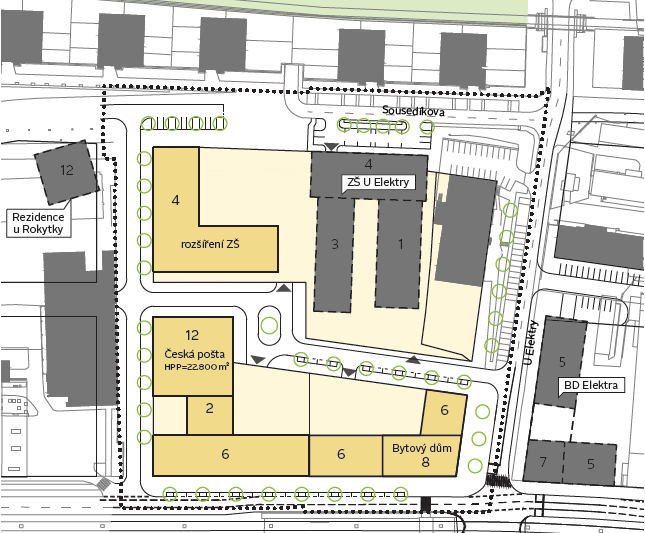 Sousedíkova
4
ZŠ U Elektry
12
Rezidence
u Rokytky
4
rozšíření ZŠ
3
1
12
Česká pošta
HPP=22.800 m²
2
U Elektry
5
BD Elektra
6
6
6
Bytový dům
8
7
5